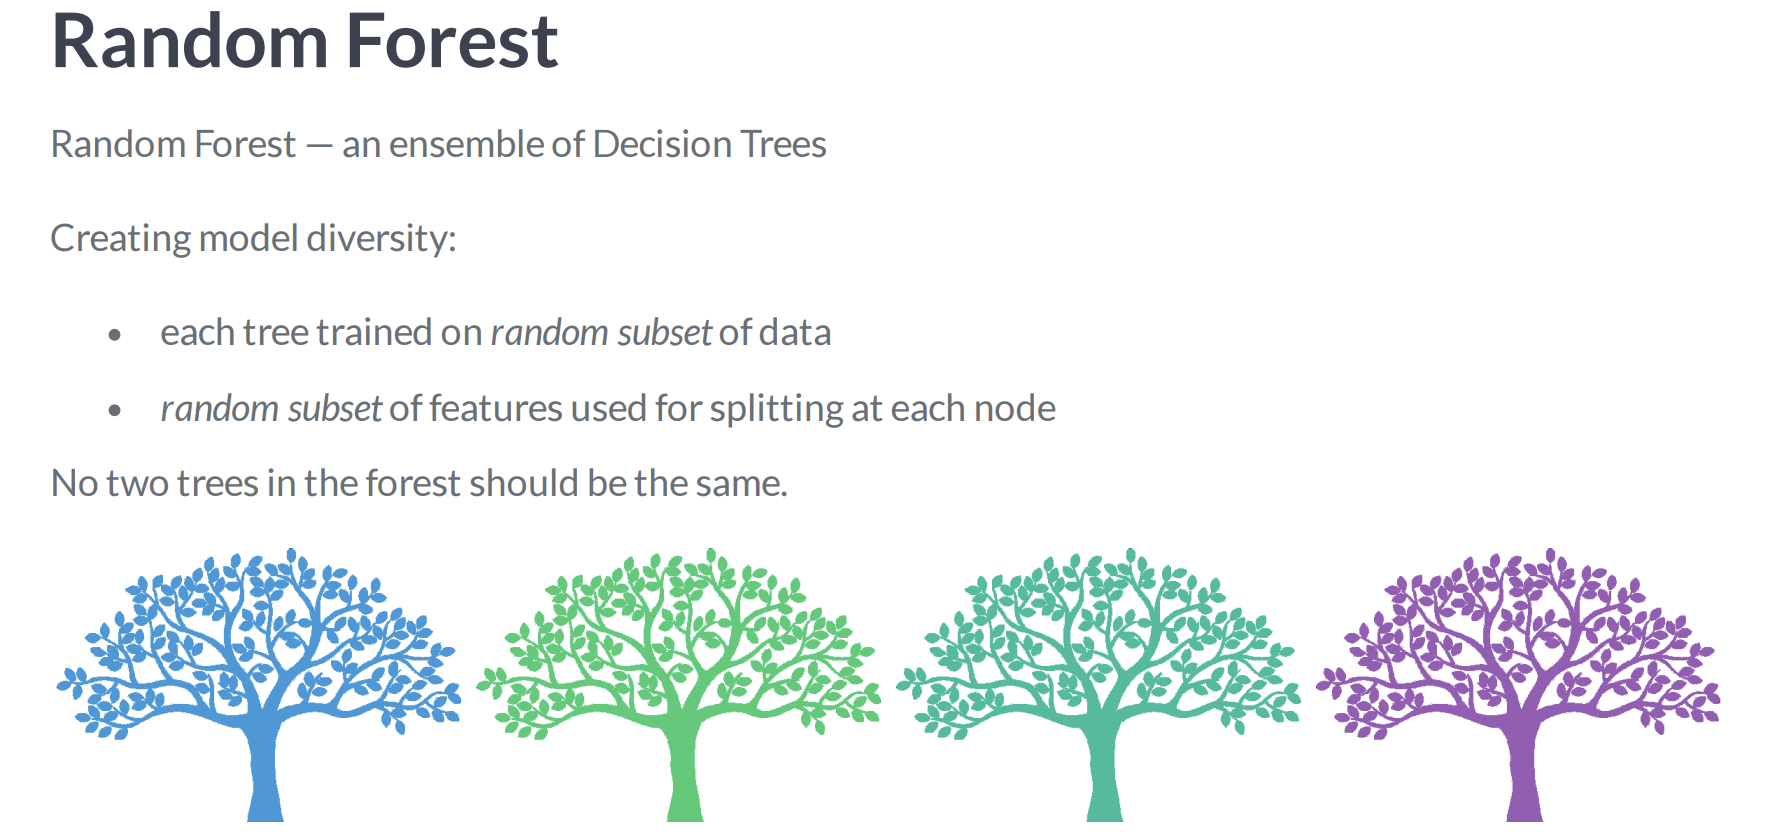 Random Forest
Random Forest — an ensemble of Decision Trees
Creating model diversity:
• each tree trained on random subset of data
• random subset of features used for splitting at each node
No two trees in the forest should be the same.